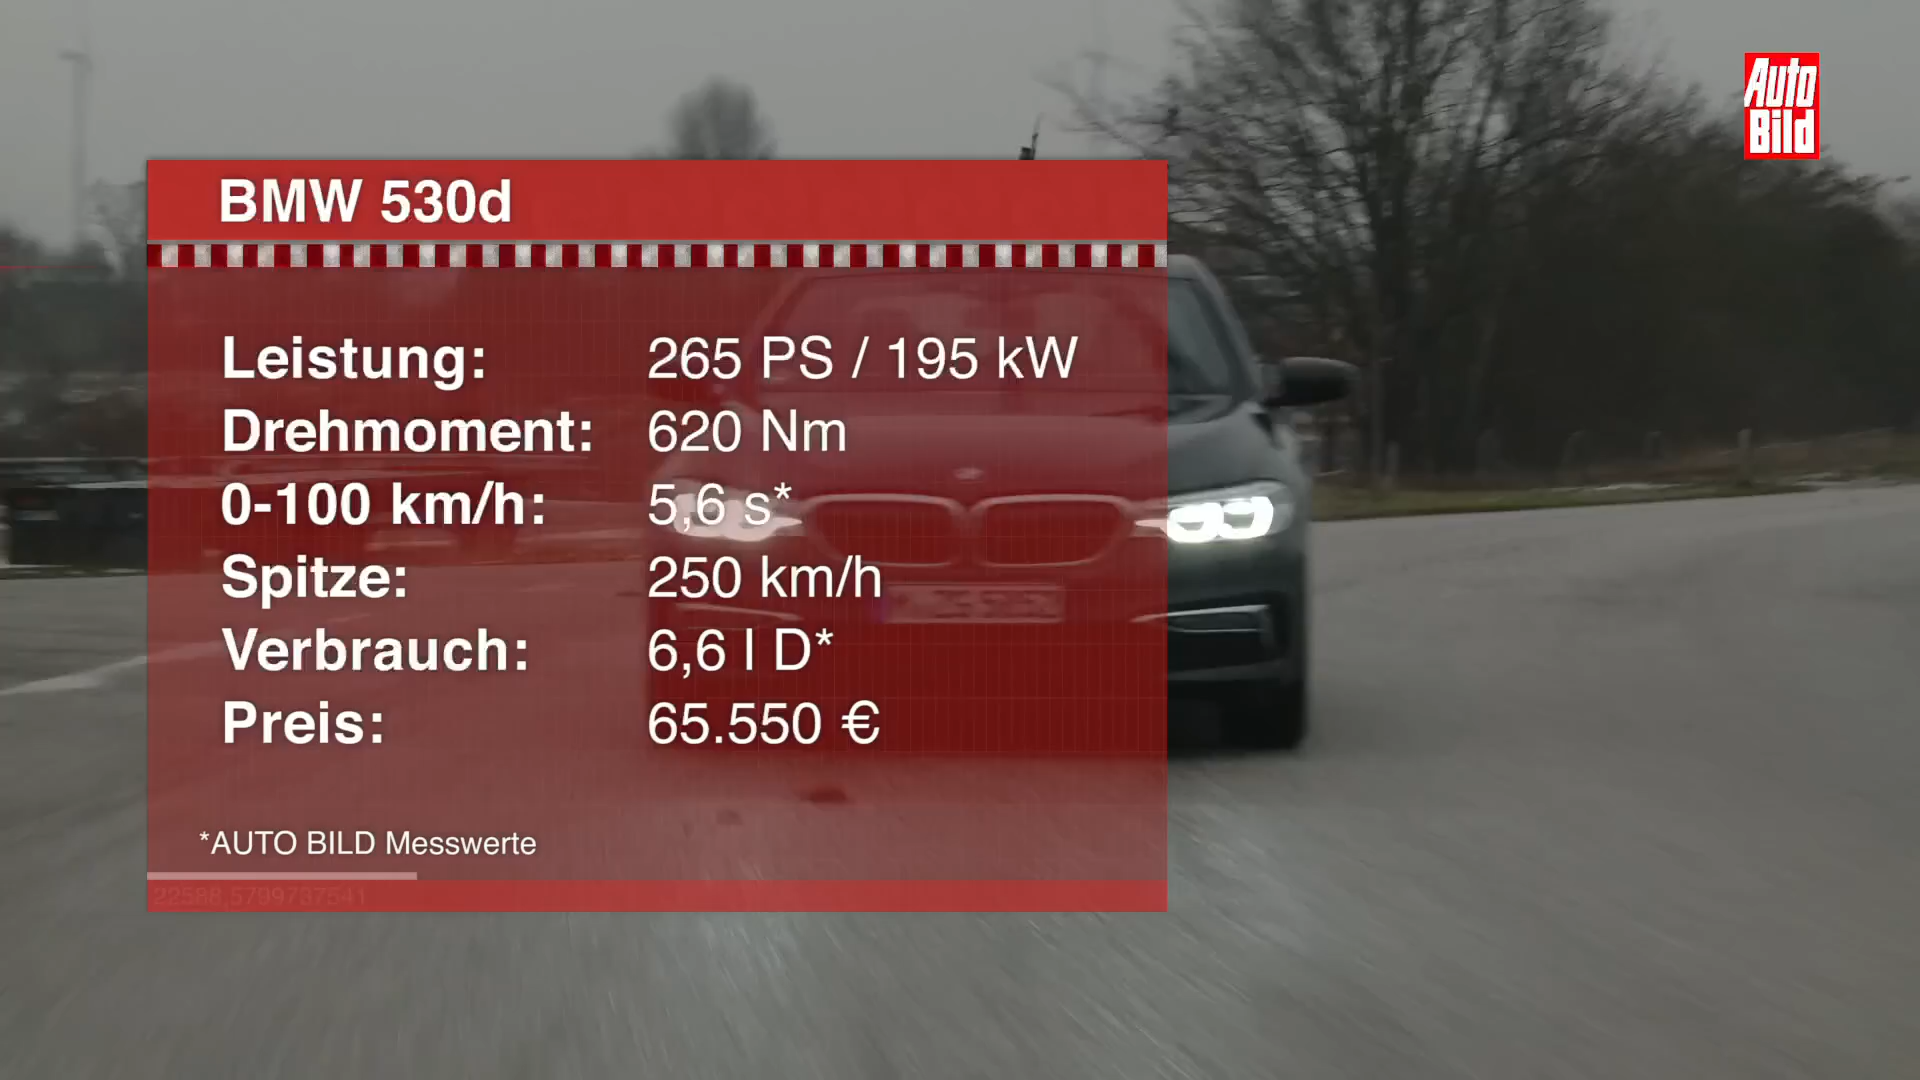 Auto
Bild
BMW 530d
Leistung: 265 PS / 195 kW
Drehmoment: 620 Nm
0-100 km/h: 5,6 s*
Spitze: 250 km/h
Verbrauch: 6,6 l D*
Preis: 65.550 €
*AUTO BILD Messwerte